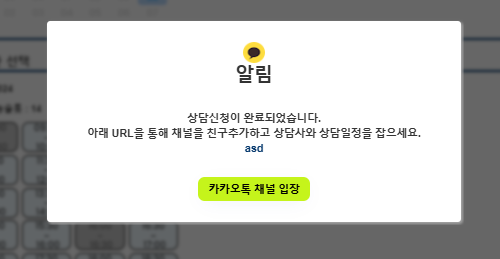 선택
알림
상담신청이 완료되었습니다.
아래 URL을 통해 채널을 친구추가하고 상담사와 상담일정을 잡으세요.
asd
카카오톡 채널 입장